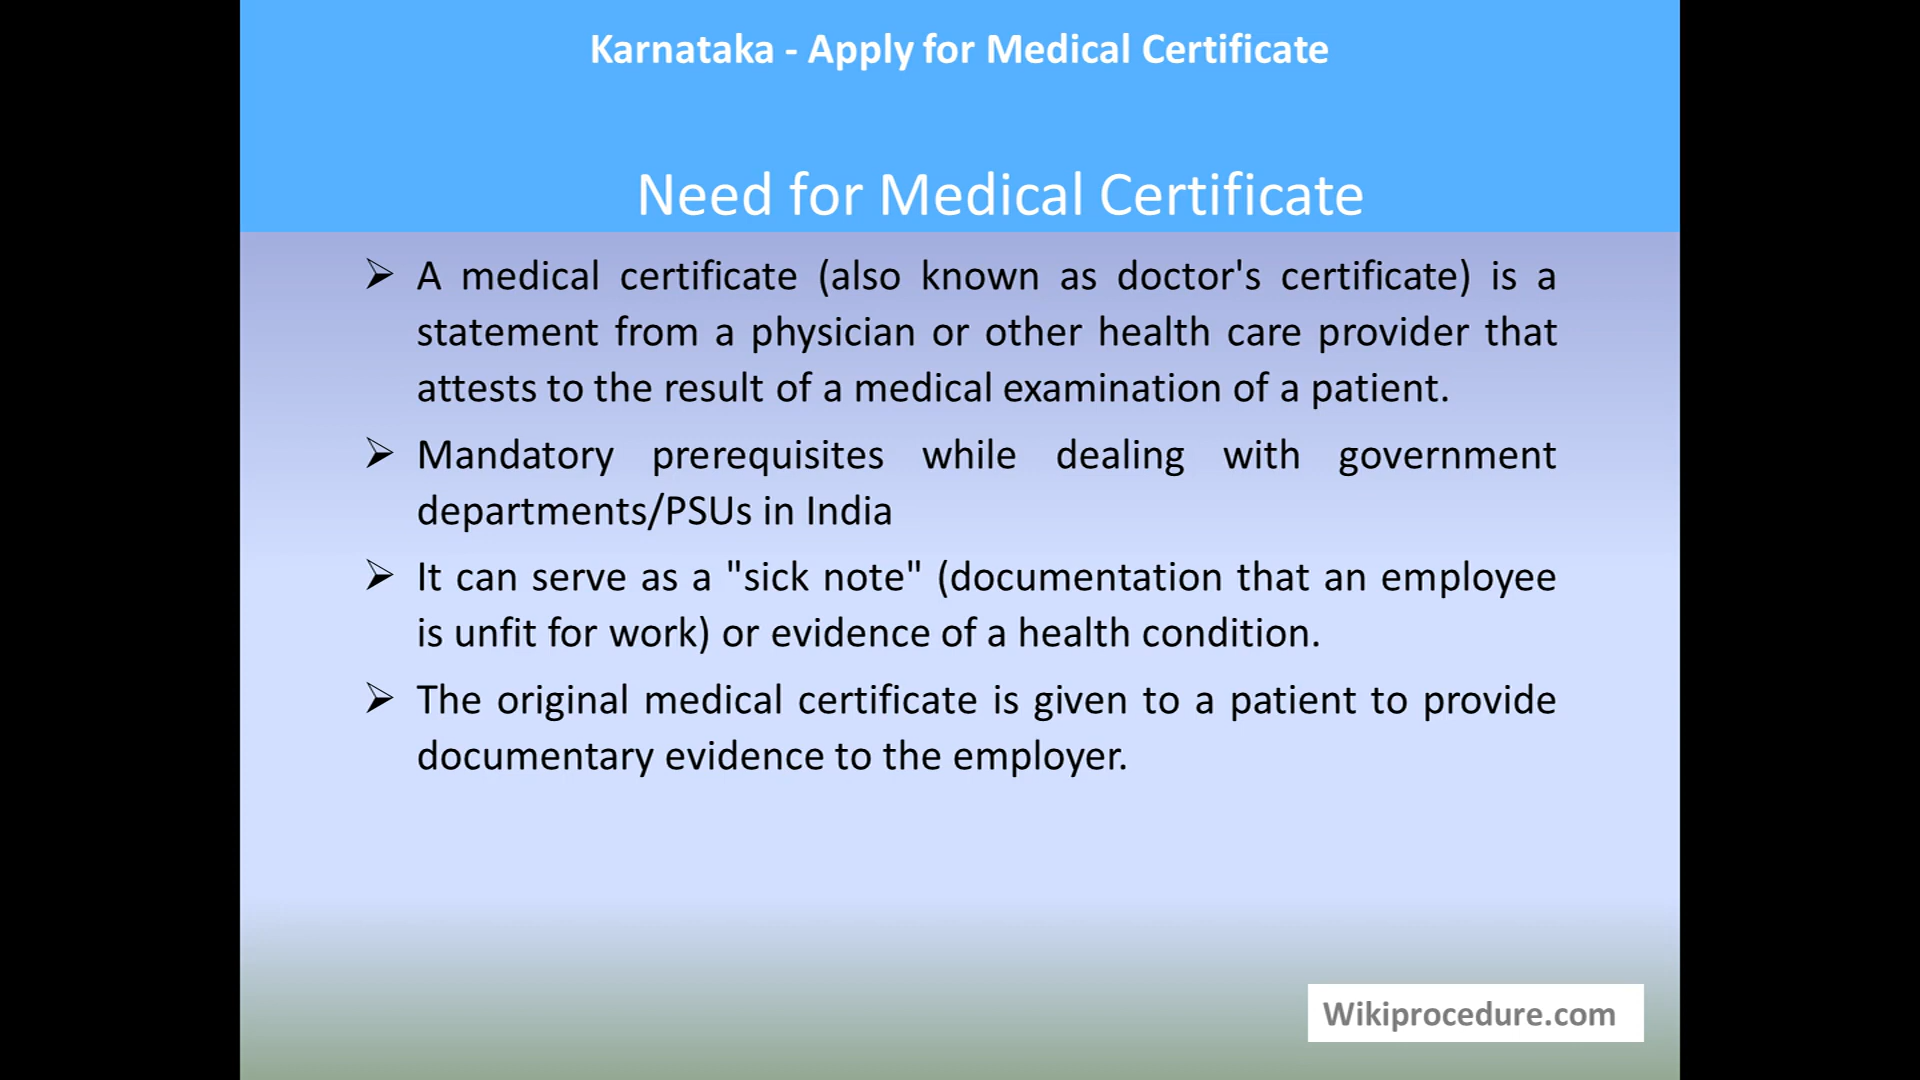 Karnataka - Apply for Medical Certificate
Need for Medical Certificate
➢ A medical certificate (also known as doctor's certificate) is a
statement from a physician or other health care provider that
attests to the result of a medical examination of a patient.
➢ Mandatory prerequisites while dealing with government
departments/PSUs in India
➢ It can serve as a "sick note" (documentation that an employee
is unfit for work) or evidence of a health condition.
➢ The original medical certificate is given to a patient to provide
documentary evidence to the employer.
Wikiprocedure.com